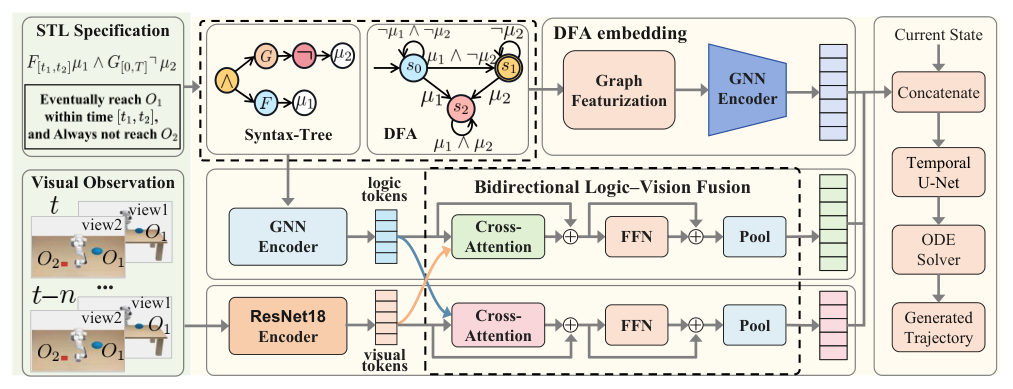 STL Specification
F[t₁,t₂]μ₁ ∧ G[0,T]¬μ₂
Eventually reach O₁
within time [t₁, t₂],
and Always not reach O₂
Visual Observation
t
view1
view2
O₁
O₂
O₁
t−n
...
view1
view2
O₁
O₂
O₁
∧
G
¬
μ₂
F
μ₁
Syntax-Tree
¬μ₁ ∧ ¬μ₂
¬μ₂
μ₁ ∧ ¬μ₂
s₀
s₁
μ₁
μ₂
s₂
DFA
μ₁ ∧ μ₂
DFA embedding
Graph
Featurization
GNN
Encoder
GNN
Encoder
logic
tokens
Bidirectional Logic–Vision Fusion
Cross-
Attention
FFN
Pool
ResNet18
Encoder
visual
tokens
Cross-
Attention
FFN
Pool
Current State
Concatenate
Temporal
U-Net
ODE
Solver
Generated
Trajectory